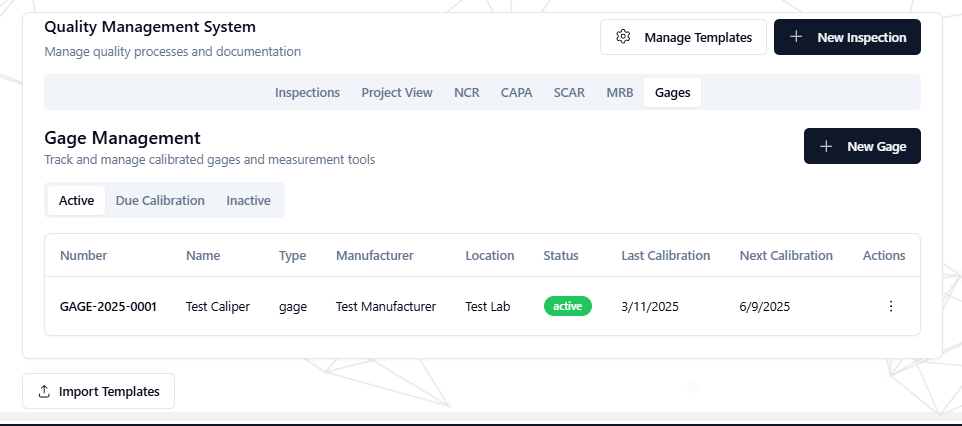 Quality Management System
Manage quality processes and documentation
Manage Templates
New Inspection
Inspections Project View NCR CAPA SCAR MRB Gages
Gage Management
Track and manage calibrated gages and measurement tools
New Gage
Active Due Calibration Inactive
Number Name Type Manufacturer Location Status Last Calibration Next Calibration Actions
GAGE-2025-0001 Test Caliper gage Test Manufacturer Test Lab active 3/11/2025 6/9/2025
Import Templates